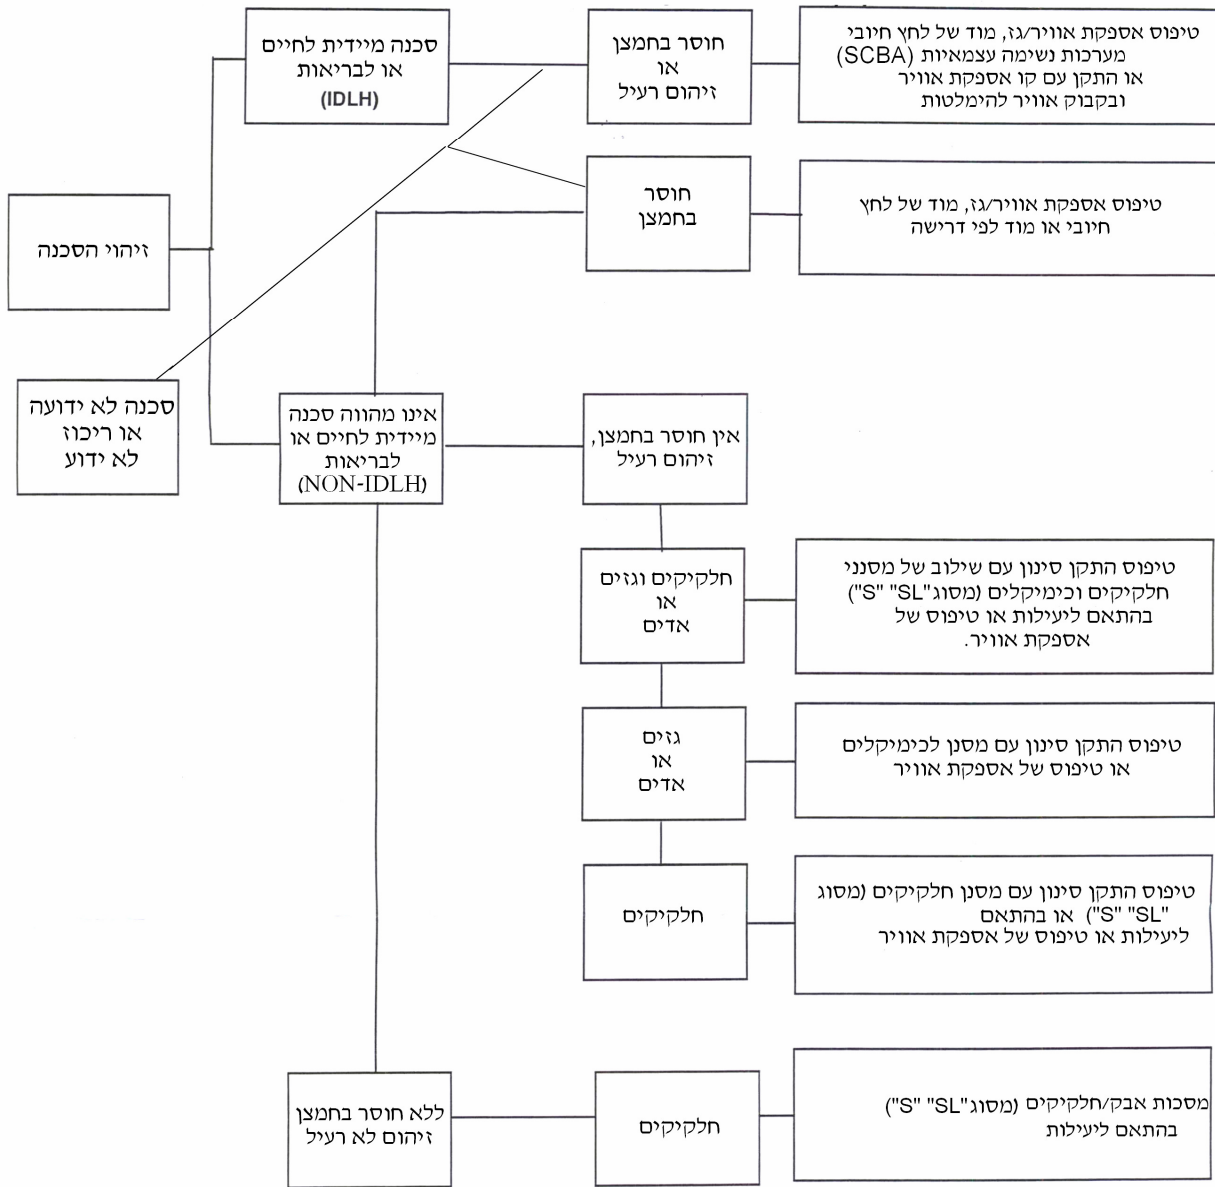 סכנה מיידית לחיים
או לבריאות
(IDLH)
חוסר בחמצן
או
זיהום רעיל
טיפוס אספקת אוויר/גז, מוד של לחץ חיובי
מערכות נשימה עצמאיות (SCBA)
או התקן עם קו אספקת אוויר
ובקבוק אוויר להימלטות
זיהוי הסכנה
חוסר
בחמצן
טיפוס אספקת אוויר/גז, מוד של לחץ
חיובי או מוד לפי דרישה
סכנה לא ידועה
או ריכוז
לא ידוע
אינו מהווה סכנה
מיידית לחיים או
לבריאות
(NON-IDLH)
אין חוסר בחמצן,
זיהום רעיל
חלקיקים וגזים
או
אדים
טיפוס התקן סינון עם שילוב של מסנני
חלקיקים וכימיקלים (מסוג "S" "SL")
בהתאם ליעילות או טיפוס של
אספקת אוויר.
גזים
או
אדים
טיפוס התקן סינון עם מסנן לכימיקלים
או טיפוס של אספקת אוויר
חלקיקים
טיפוס התקן סינון עם מסנן חלקיקים (מסוג
"S" "SL") או בהתאם
ליעילות או טיפוס של אספקת אוויר
ללא חוסר בחמצן
זיהום לא רעיל
חלקיקים
מסכות אבק/חלקיקים (מסוג "S" "SL")
בהתאם ליעילות